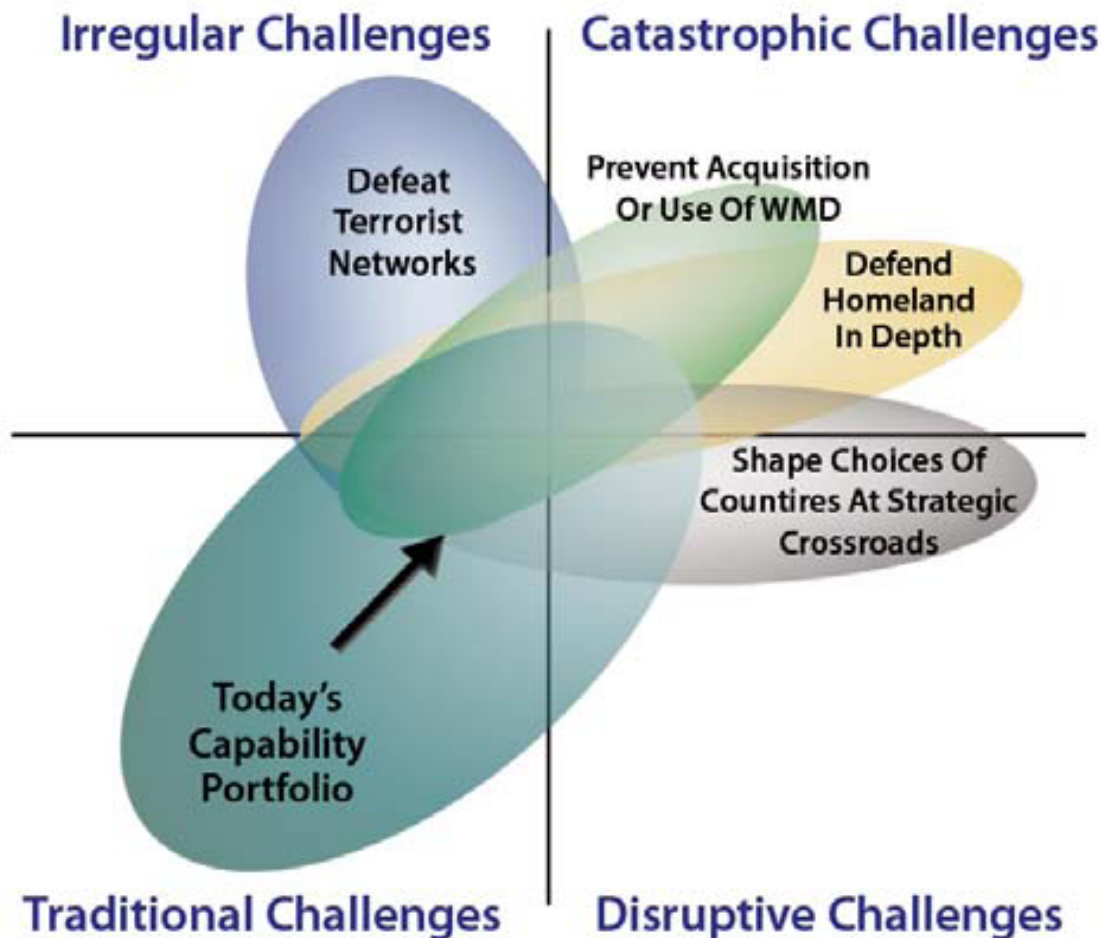 Irregular Challenges
Catastrophic Challenges
Defeat
Terrorist
Networks
Prevent Acquisition
Or Use Of WMD
Defend
Homeland
In Depth
Shape Choices Of
Countires At Strategic
Crossroads
Today's
Capability
Portfolio
Traditional Challenges
Disruptive Challenges